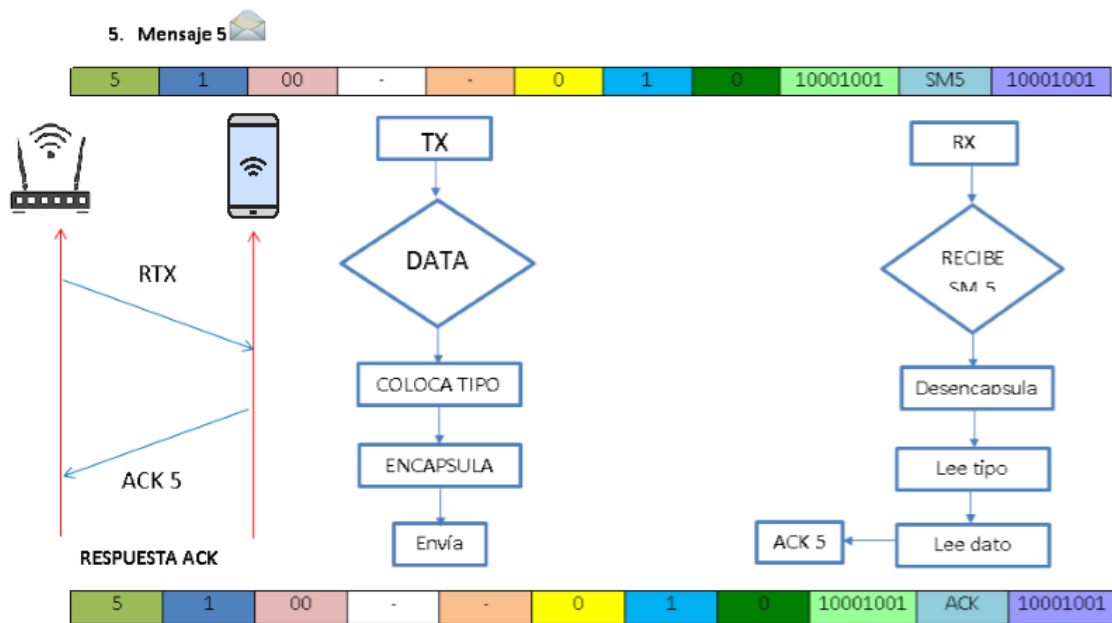 5. Mensaje 5
5 1 00 - - 0 1 0 10001001 SM5 10001001
RTX
ACK 5
RESPUESTA ACK
TX
DATA
COLOCA TIPO
ENCAPSULA
Envía
RX
RECIBE
SM 5
Desencapsula
Lee tipo
Lee dato
ACK 5
5 1 00 - - 0 1 0 10001001 ACK 10001001